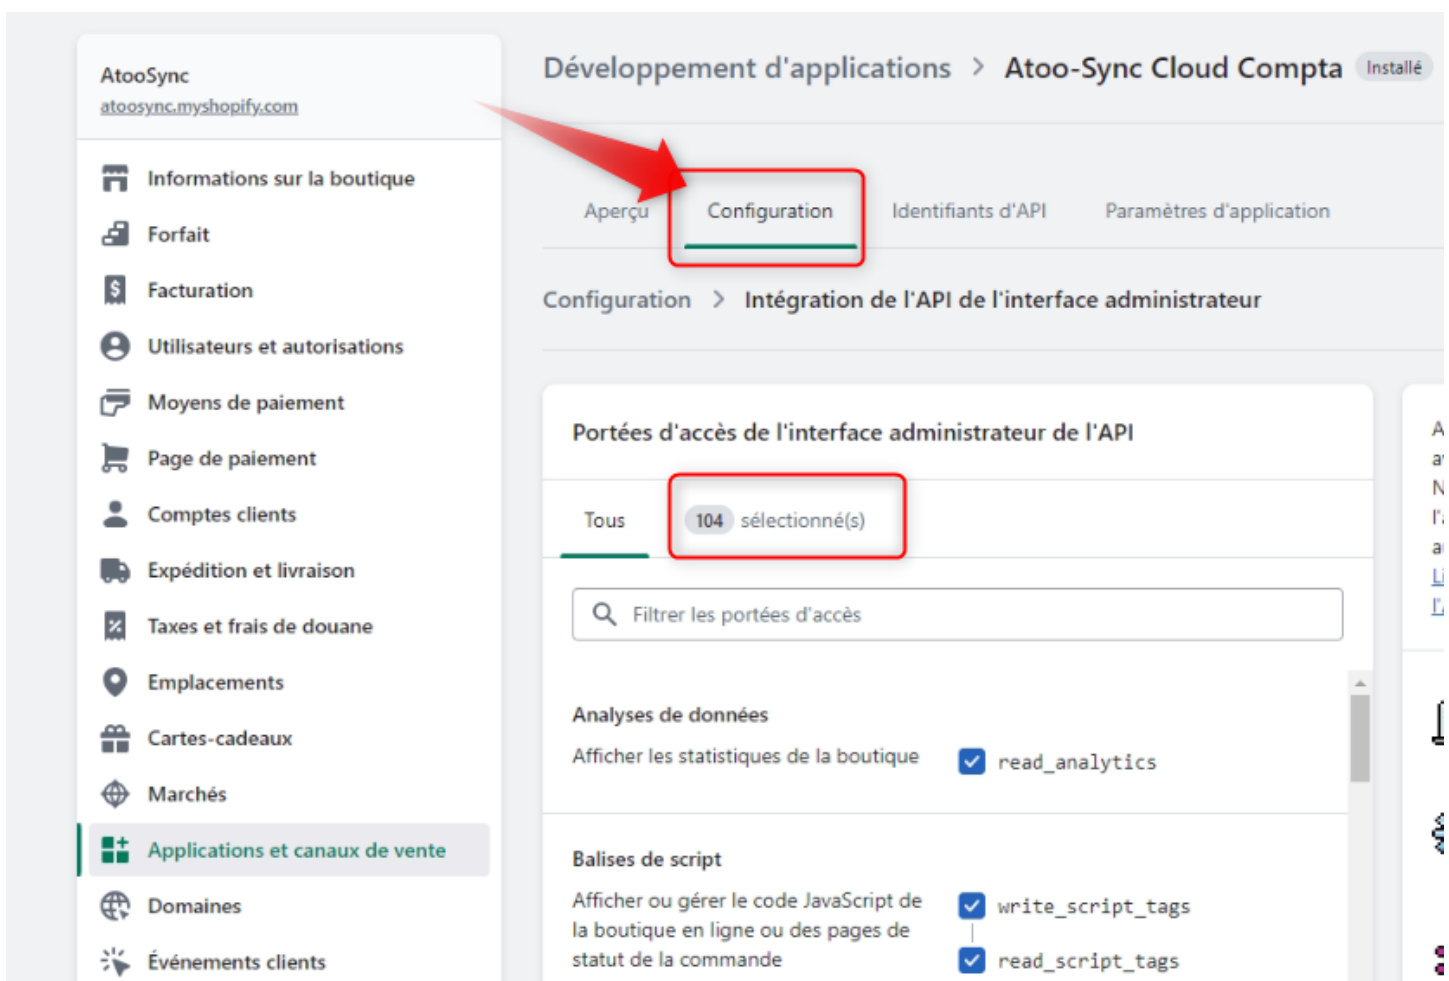 AtooSync
atoosync.myshopify.com
Informations sur la boutique
Forfait
Facturation
Utilisateurs et autorisations
Moyens de paiement
Page de paiement
Comptes clients
Expédition et livraison
Taxes et frais de douane
Emplacements
Cartes-cadeaux
Marchés
Applications et canaux de vente
Domaines
Événements clients
Développement d'applications > Atoo-Sync Cloud Compta Installé
Aperçu Configuration Identifiants d'API Paramètres d'application
Configuration > Intégration de l'API de l'interface administrateur
Portées d'accès de l'interface administrateur de l'API
Tous 104 sélectionné(s)
Filtrer les portées d'accès
Analyses de données
Afficher les statistiques de la boutique read_analytics
Balises de script
Afficher ou gérer le code JavaScript de write_script_tags
la boutique en ligne ou des pages de
statut de la commande read_script_tags